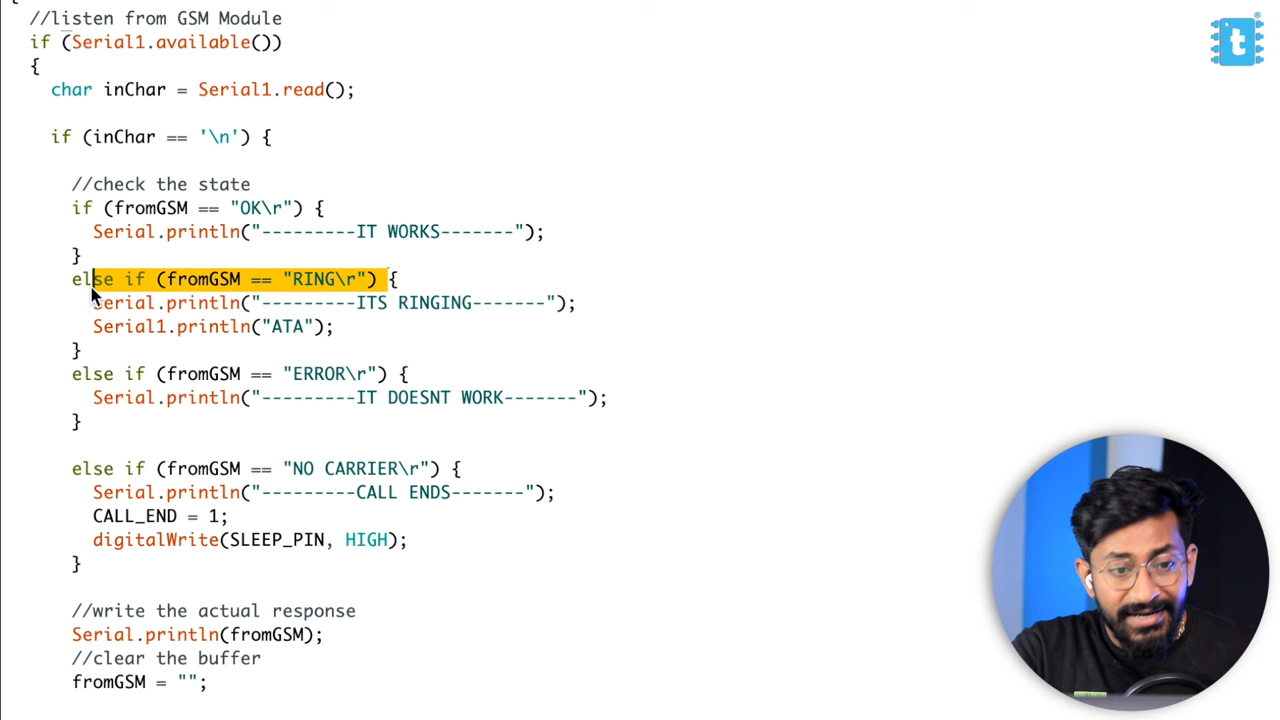 {
//listen from GSM Module
if (Serial1.available())
{
char inChar = Serial1.read();
if (inChar == '\n') {
//check the state
if (fromGSM == "OK\r") {
Serial.println("---------IT WORKS-------");
}
else if (fromGSM == "RING\r") {
Serial.println("---------ITS RINGING-------");
Serial1.println("ATA");
}
else if (fromGSM == "ERROR\r") {
Serial.println("---------IT DOESNT WORK-------");
}
else if (fromGSM == "NO CARRIER\r") {
Serial.println("---------CALL ENDS-------");
CALL_END = 1;
digitalWrite(SLEEP_PIN, HIGH);
}
//write the actual response
Serial.println(fromGSM);
//clear the buffer
fromGSM = "";
t